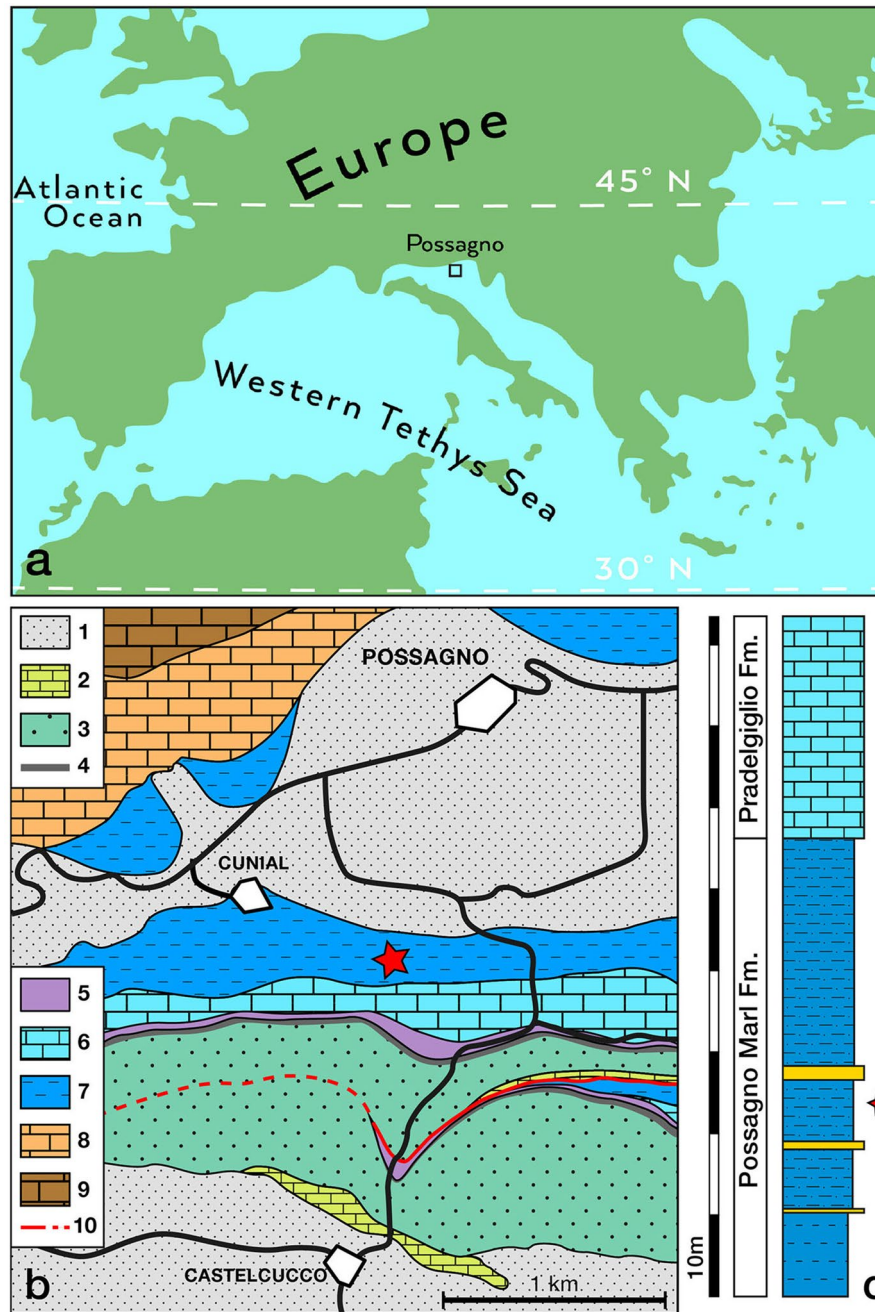 Europe
45° N
Atlantic
Ocean
Possagno
Western Tethys Sea
30° N
a
1
2
3
4
POSSAGNO
CUNIAL
5
6
7
8
9
10
CASTELCUCCO
1 km
b
10m
Pradelgiglio Fm.
Possagno Marl Fm.